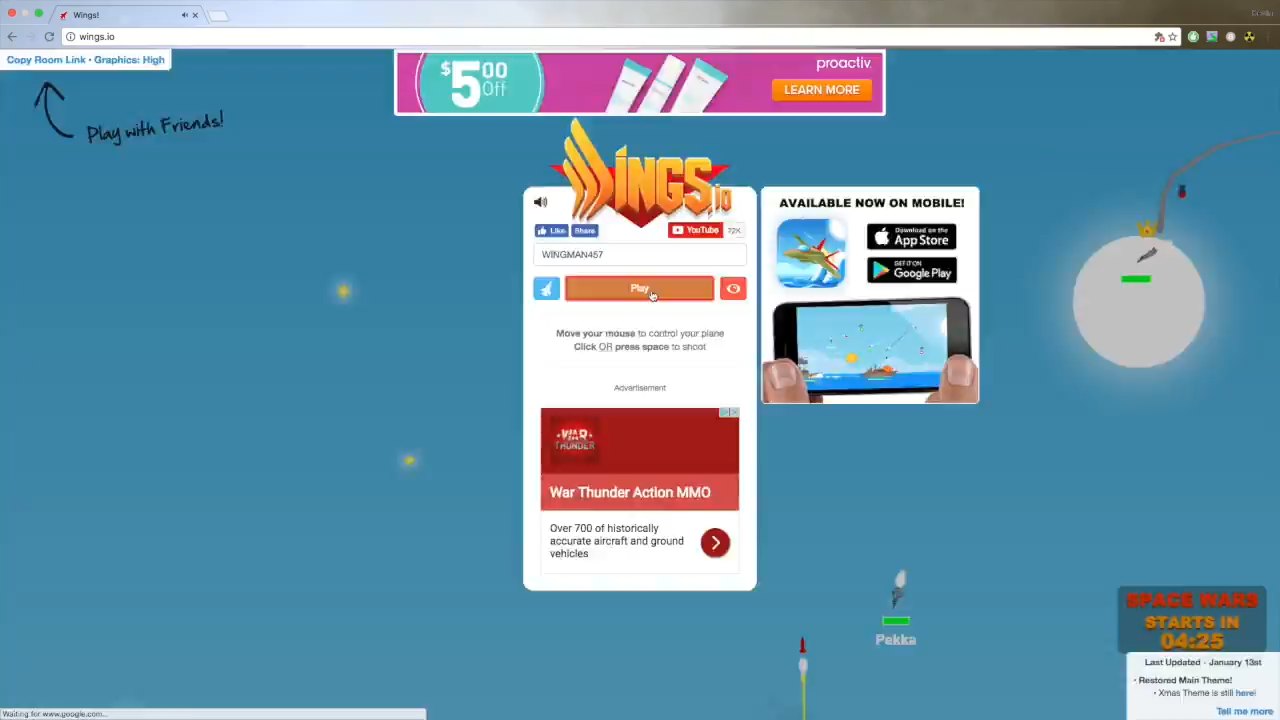 Wings!
wings.io
Copy Room Link • Graphics: High
Play with Friends!
$5.00 Off
proactiv
LEARN MORE
WINGS.io
Like Share
YouTube 72K
WINGMAN457
Play
Move your mouse to control your plane
Click OR press space to shoot
Advertisement
WAR THUNDER
War Thunder Action MMO
Over 700 of historically
accurate aircraft and ground
vehicles
AVAILABLE NOW ON MOBILE!
Download on the
App Store
GET IT ON
Google Play
Pekka
SPACE WARS
STARTS IN
04:25
Last Updated - January 13st
• Restored Main Theme!
• Xmas Theme is still here!
Tell me more
Waiting for www.google.com...